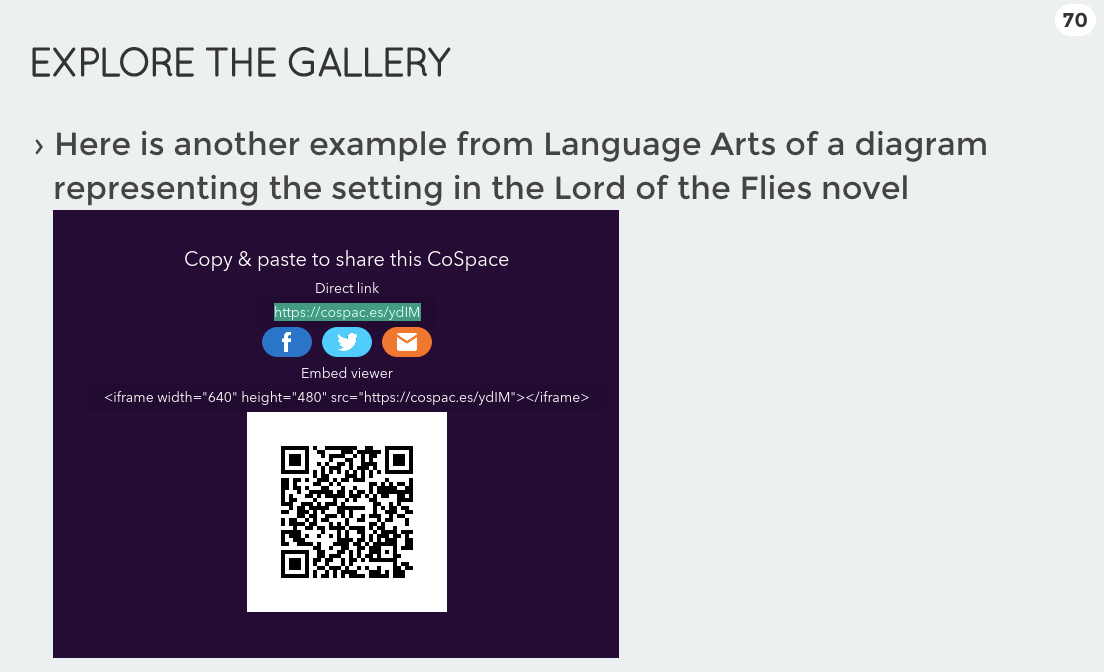 70
EXPLORE THE GALLERY
› Here is another example from Language Arts of a diagram
representing the setting in the Lord of the Flies novel
Copy & paste to share this CoSpace
Direct link
https://cospac.es/ydIM
Embed viewer
<iframe width="640" height="480" src="https://cospac.es/ydIM"></iframe>